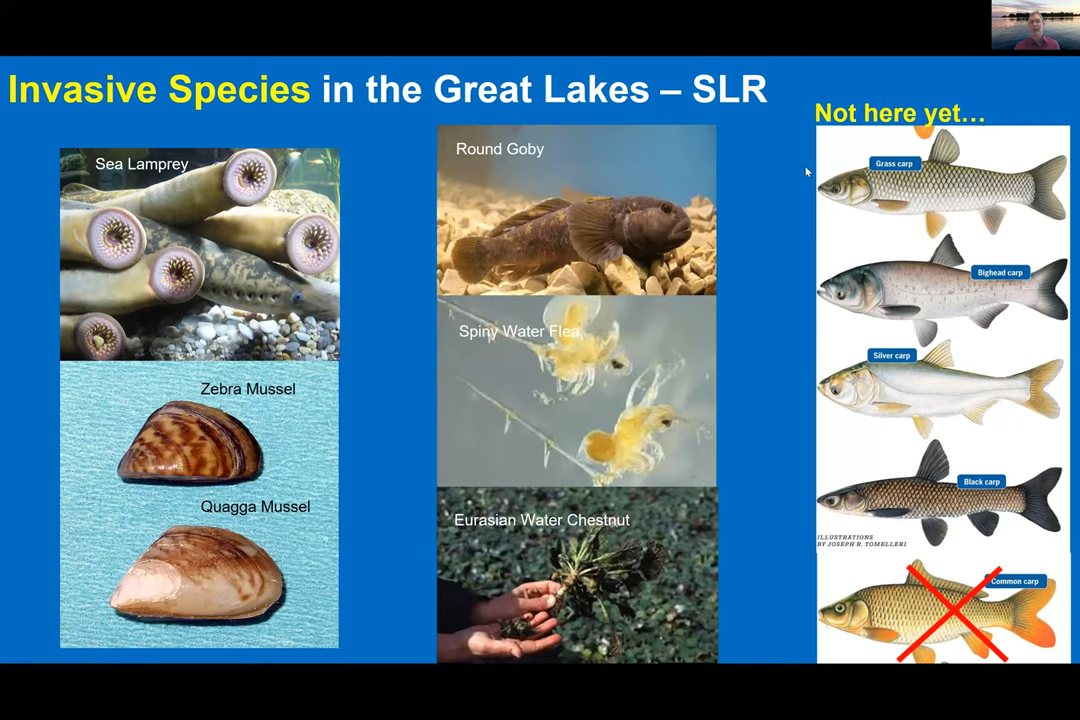 Invasive Species in the Great Lakes – SLR
Sea Lamprey
Zebra Mussel
Quagga Mussel
Round Goby
Spiny Water Flea
Eurasian Water Chestnut
Not here yet…
Grass carp
Bighead carp
Silver carp
Black carp
ILLUSTRATIONS
BY JOSEPH R. TOMELLERI
Common carp